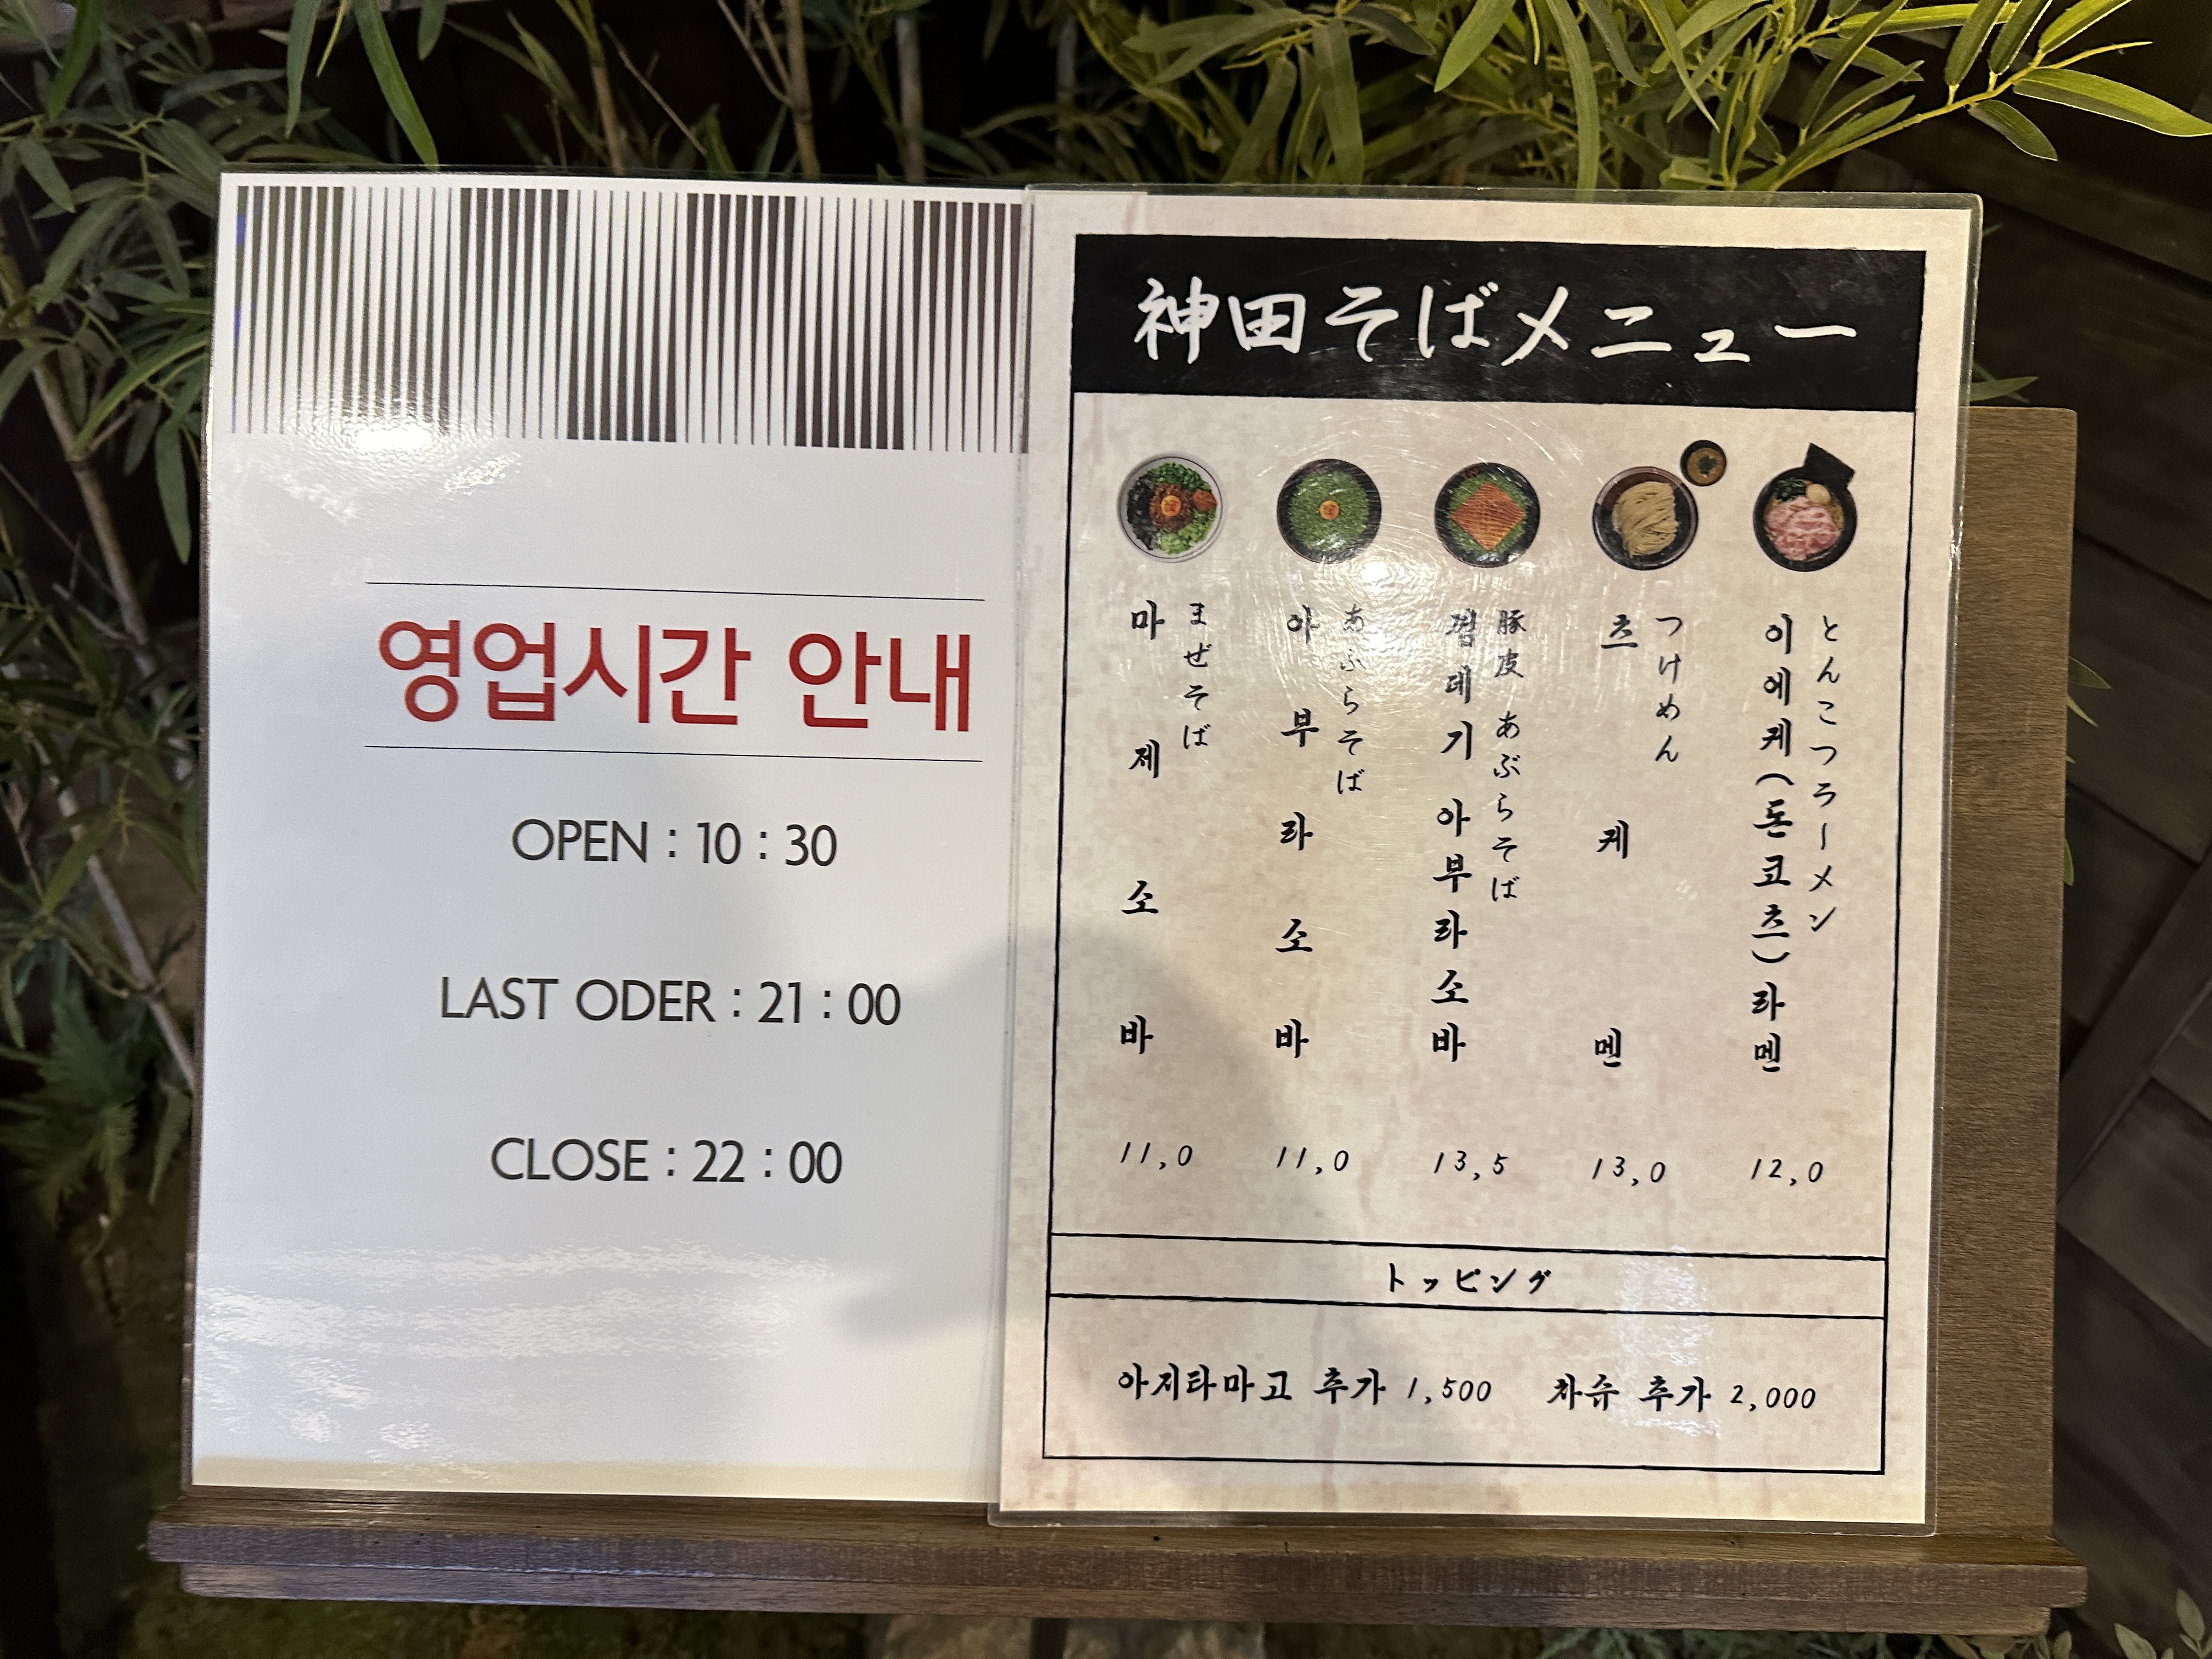 영업시간 안내
OPEN : 10 : 30
LAST ODER : 21 : 00
CLOSE : 22 : 00
神田そばメニュー
마제소바
まぜそば
11,0
아부라소바
あぶらそば
11,0
껍데기 아부라소바
豚皮 あぶらそば
13,5
츠케멘
つけめん
13,0
이에케(돈코츠)라멘
とんこつラーメン
12,0
トッピング
아지타마고 추가 1,500 차슈 추가 2,000